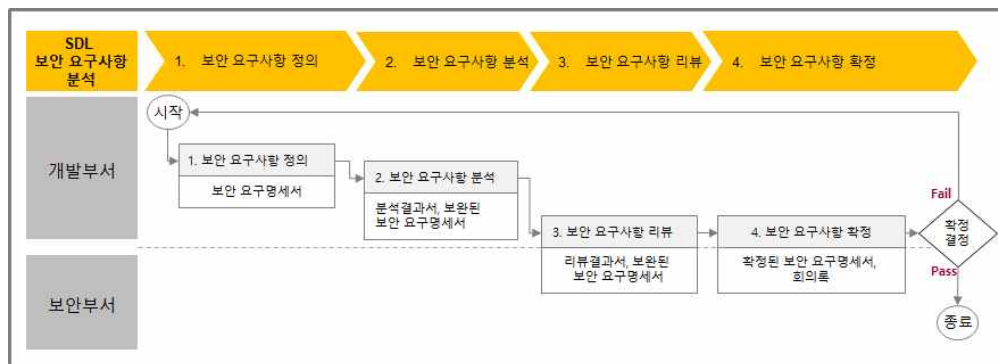 SDL
보안 요구사항
분석
1. 보안 요구사항 정의
2. 보안 요구사항 분석
3. 보안 요구사항 리뷰
4. 보안 요구사항 확정
개발부서
시작
1. 보안 요구사항 정의
보안 요구명세서
2. 보안 요구사항 분석
분석결과서, 보완된
보안 요구명세서
3. 보안 요구사항 리뷰
리뷰결과서, 보완된
보안 요구명세서
4. 보안 요구사항 확정
확정된 보안 요구명세서,
회의록
Fail
확정
결정
Pass
보안부서
종료